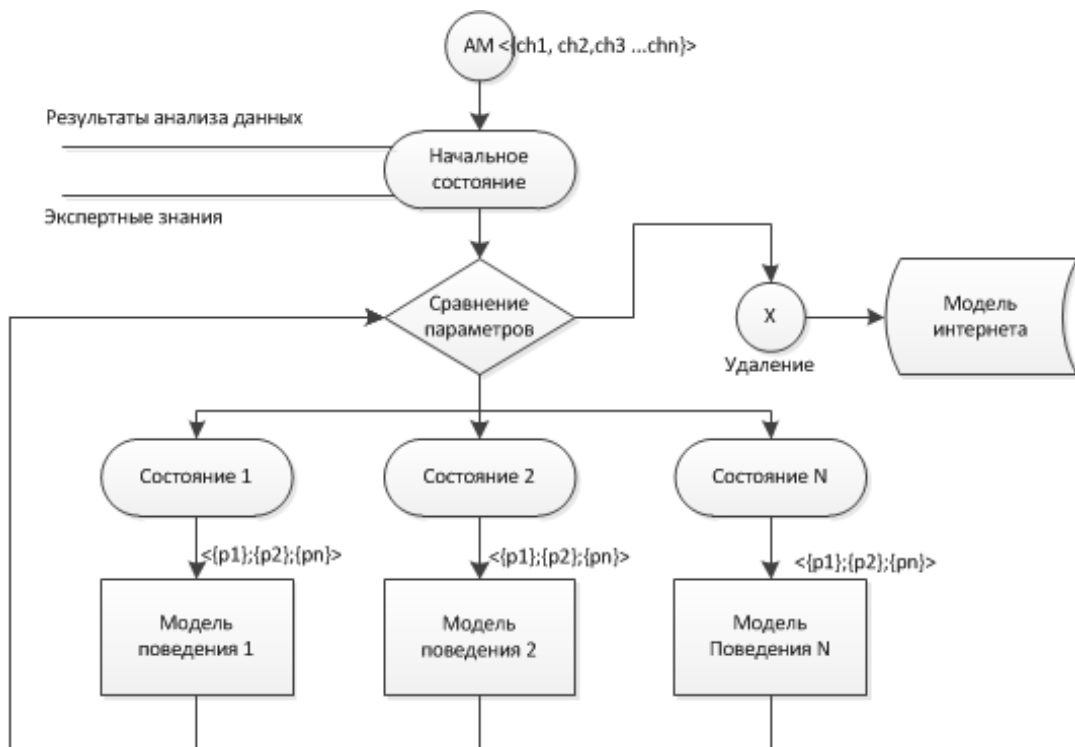 АМ <{ch1, ch2,ch3 ...chn}>
Результаты анализа данных
Начальное
состояние
Экспертные знания
Сравнение
параметров
X
Удаление
Модель
интернета
Состояние 1
Состояние 2
Состояние N
<{p1};{p2};{pn}>
<{p1};{p2};{pn}>
<{p1};{p2};{pn}>
Модель
поведения 1
Модель
поведения 2
Модель
Поведения N